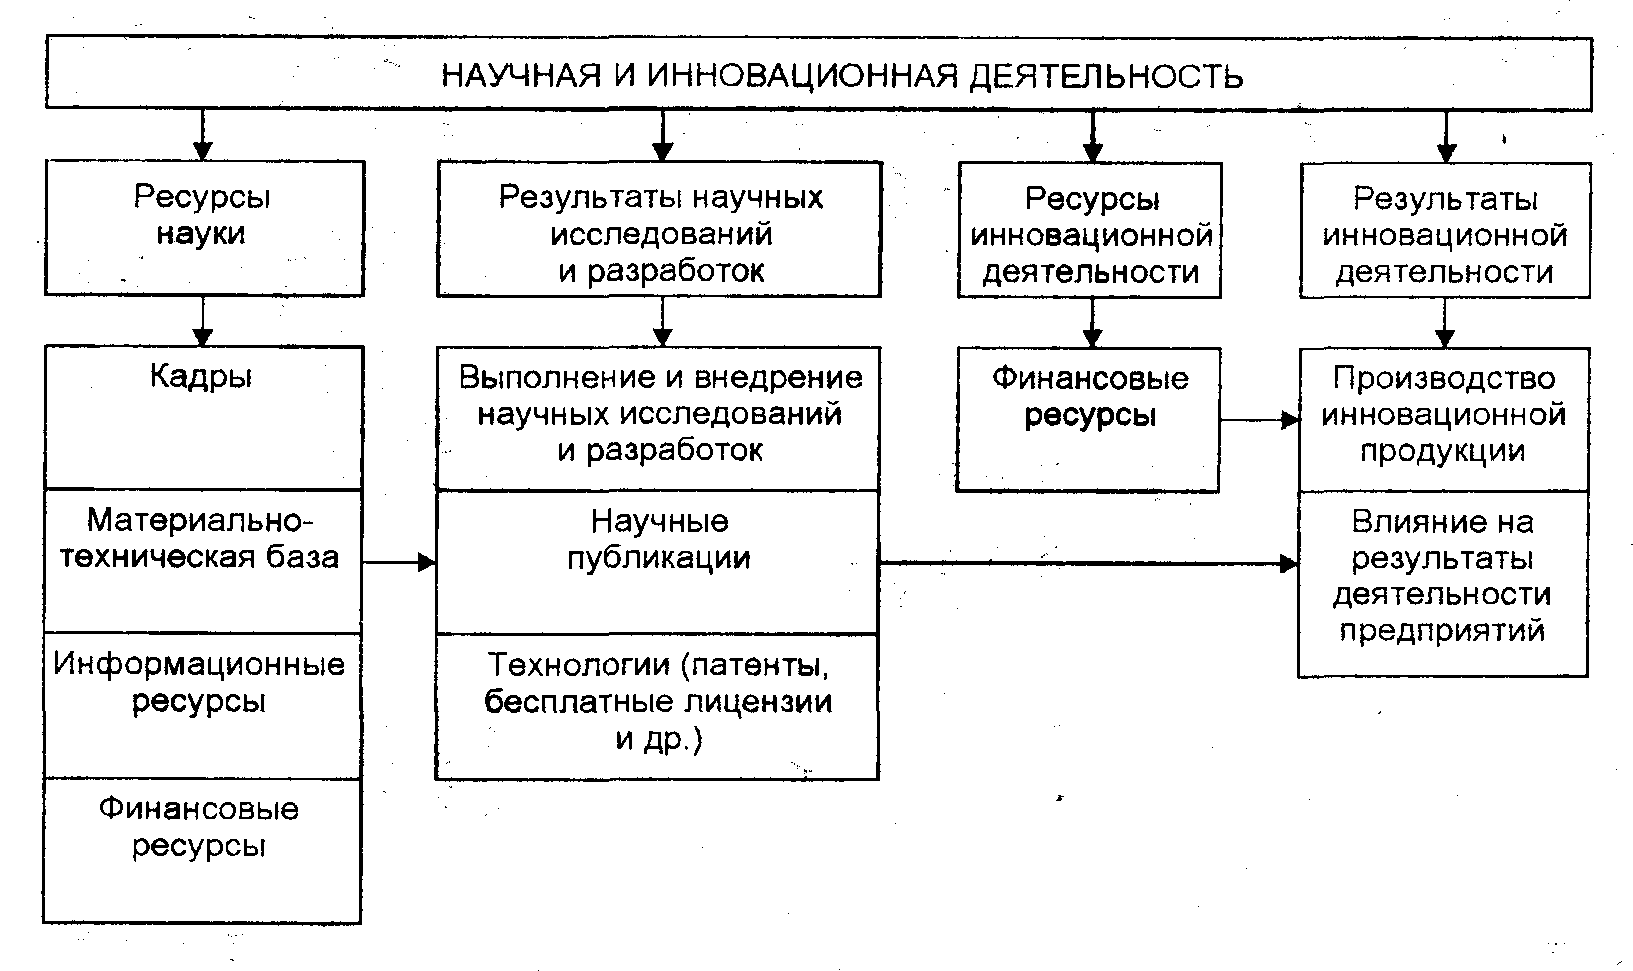 НАУЧНАЯ И ИННОВАЦИОННАЯ ДЕЯТЕЛЬНОСТЬ
Ресурсы
науки
Результаты научных
исследований
и разработок
Ресурсы
инновационной
деятельности
Результаты
инновационной
деятельности
Кадры
Материально-
техническая база
Информационные
ресурсы
Финансовые
ресурсы
Выполнение и внедрение
научных исследований
и разработок
Научные
публикации
Технологии (патенты,
бесплатные лицензии
и др.)
Финансовые
ресурсы
Производство
инновационной
продукции
Влияние на
результаты
деятельности
предприятий